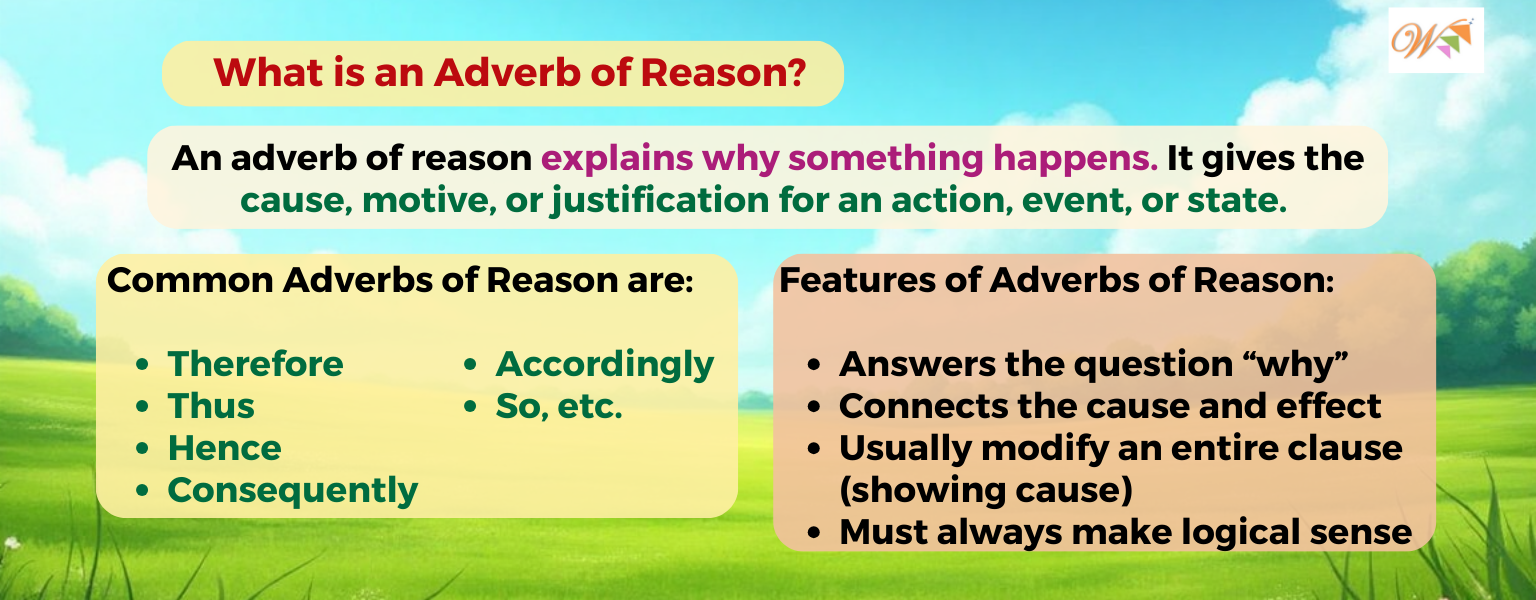 What is an Adverb of Reason?
An adverb of reason explains why something happens. It gives the
cause, motive, or justification for an action, event, or state.
Common Adverbs of Reason are:
• Therefore
• Thus
• Hence
• Consequently
• Accordingly
• So, etc.
Features of Adverbs of Reason:
• Answers the question “why”
• Connects the cause and effect
• Usually modify an entire clause
(showing cause)
• Must always make logical sense
W